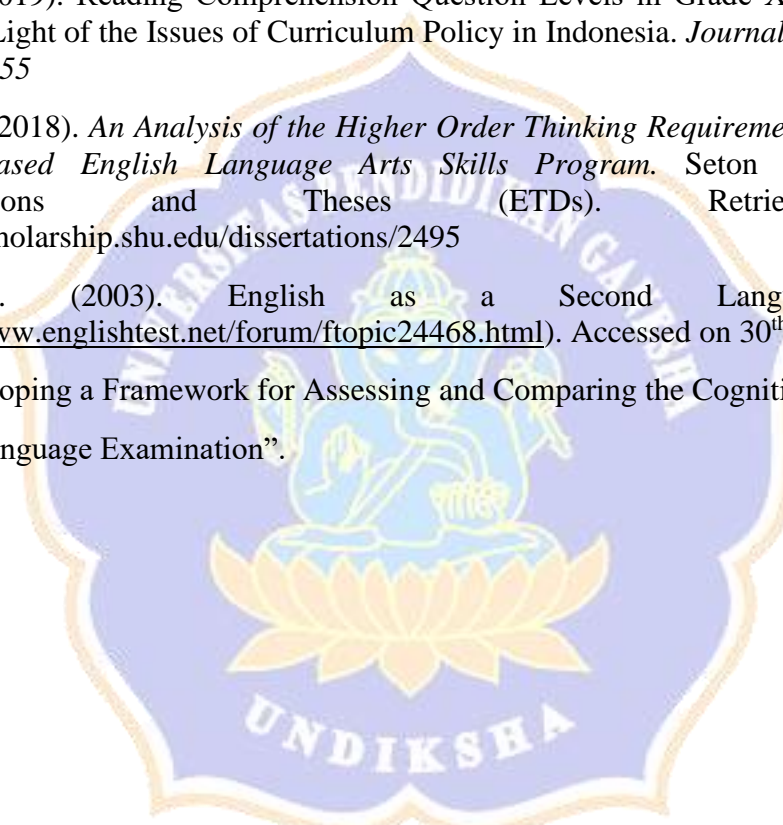 019). Reading Comprehension Question Levels in Grade
Light of the Issues of Curriculum Policy in Indonesia. Journal
55
2018). An Analysis of the Higher Order Thinking Requireme
ased English Language Arts Skills Program. Seton
ons and Theses (ETDs). Retrie
holarship.shu.edu/dissertations/2495
. (2003). English as a Second Lang
ww.englishtest.net/forum/ftopic24468.html). Accessed on 30th
oping a Framework for Assessing and Comparing the Cogniti
nguage Examination”.
UNIVERSITAS PENDIDIKAN GANESHA
UNDIKSHA